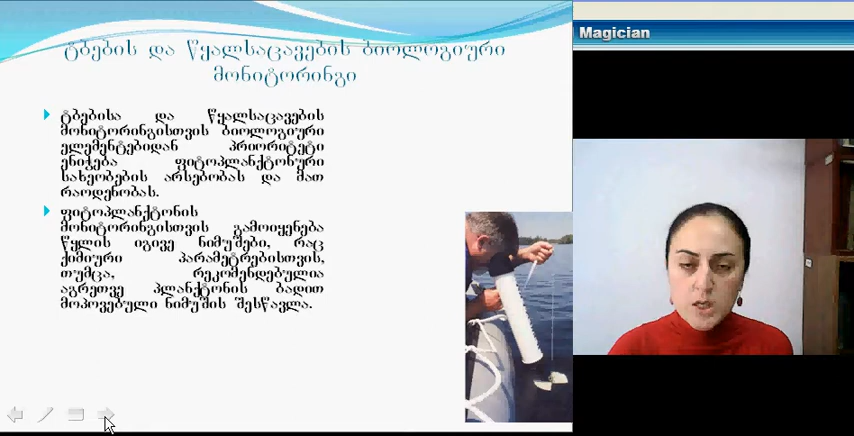 ტბების და წყალსაცავების ბიოლოგიური
მონიტორინგი
ტბებისა და წყალსაცავების
მონიტორინგისთვის ბიოლოგიური
ელემენტებიდან პრიორიტეტი
ენიჭება ფიტოპლანქტონური
სახეობების არსებობას და მათ
რაოდენობას.
ფიტოპლანქტონის
მონიტორინგისთვის გამოიყენება
წყლის იგივე ნიმუშები, რაც
ქიმიური პარამეტრებისთვის,
თუმცა, რეკომენდებულია
აგრეთვე პლანქტონის ბადით
მოპოვებული ნიმუშის შესწავლა.
Magician